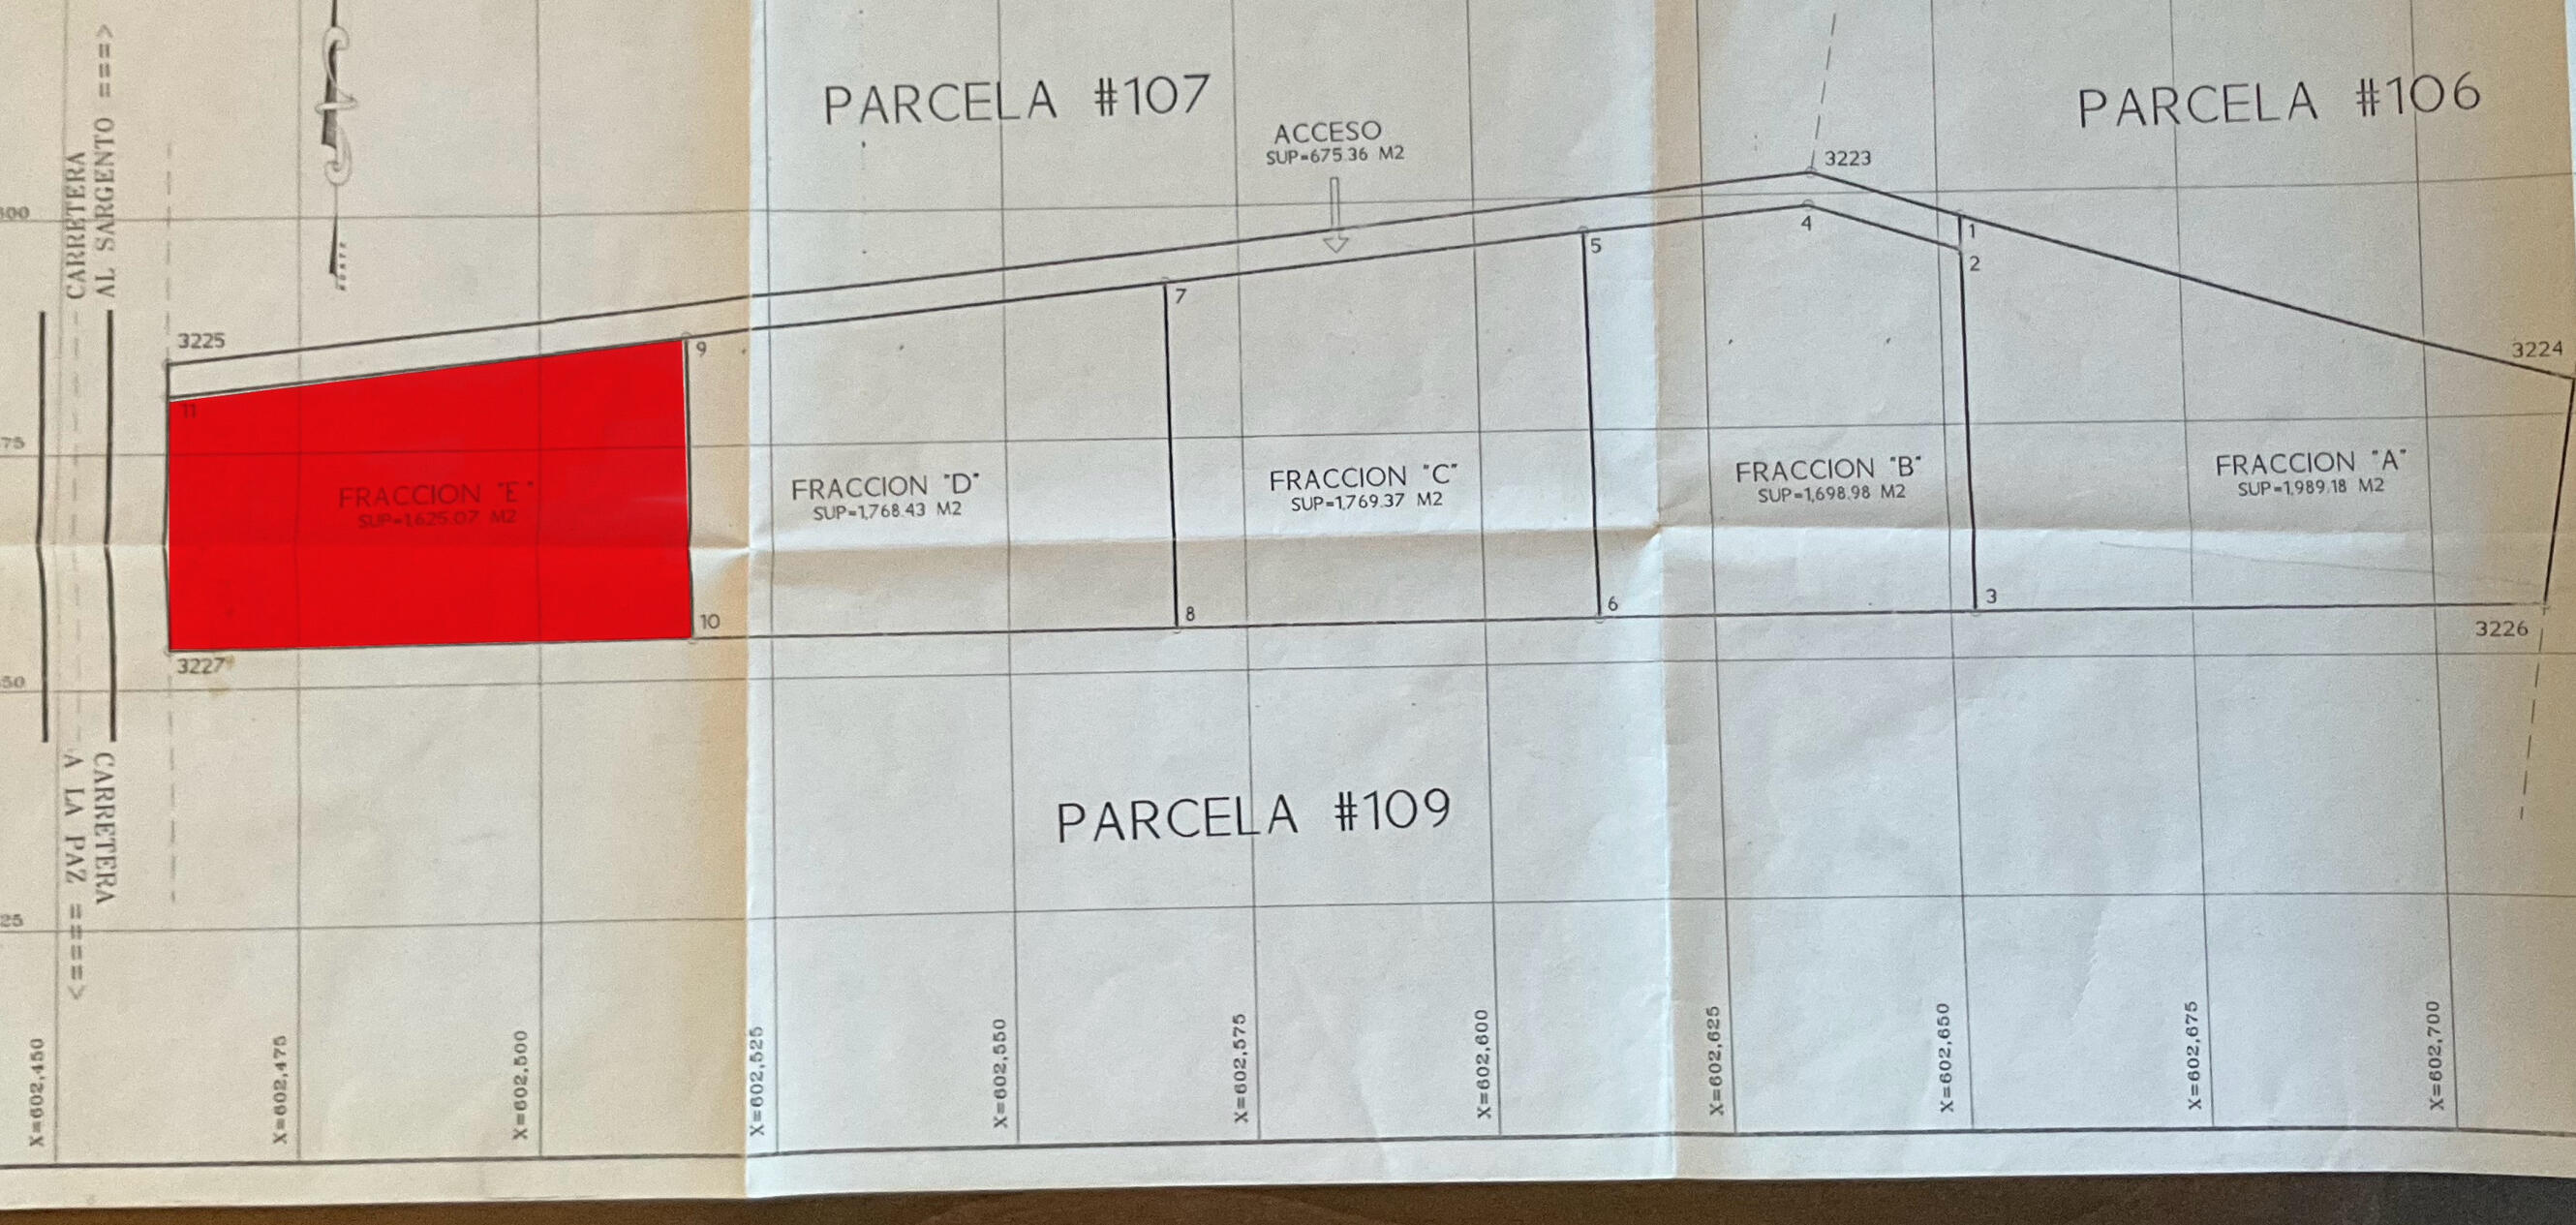 CARRETERA
AL SARGENTO ====>
PARCELA #107
PARCELA #106
ACCESO
SUP=675.36 M2
3223
1
2
4
5
7
9
3225
11
3224
75
FRACCION "E"
SUP=1,625.07 M2
FRACCION "D"
SUP=1,768.43 M2
FRACCION "C"
SUP=1,769.37 M2
FRACCION "B"
SUP=1,698.98 M2
FRACCION "A"
SUP=1,989.18 M2
10
8
6
3
3226
3227
50
CARRETERA
A LA PAZ ====>
PARCELA #109
25
X=602,450
X=602,475
X=602,500
X=602,525
X=602,550
X=602,575
X=602,600
X=602,625
X=602,650
X=602,675
X=602,700